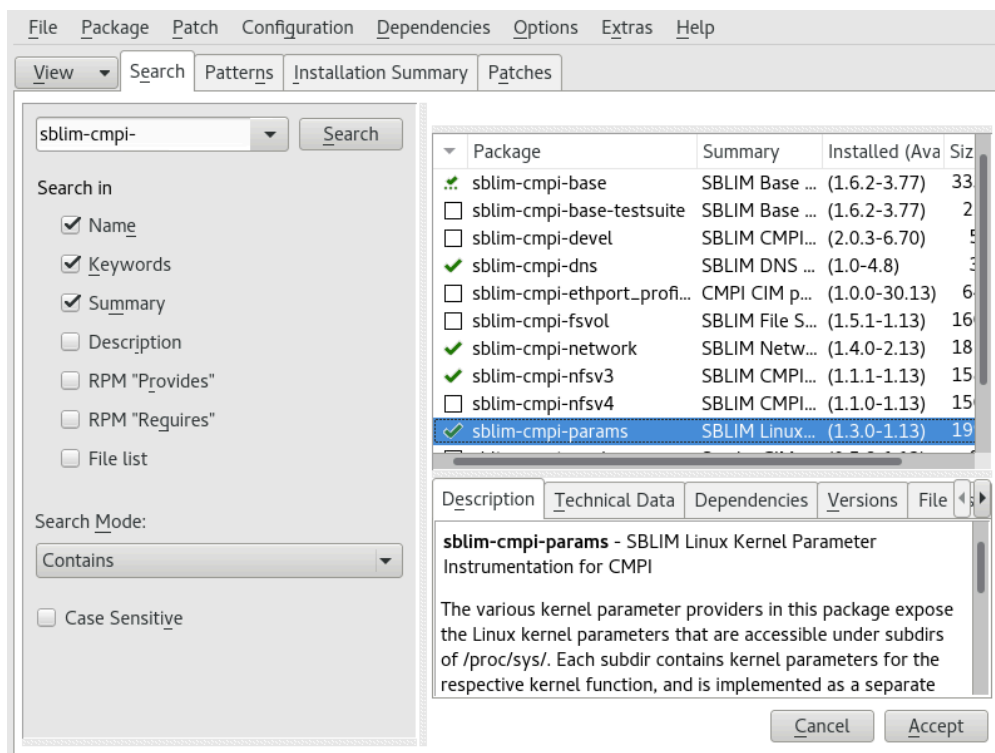 File Package Patch Configuration Dependencies Options Extras Help
View Search Patterns Installation Summary Patches
sblim-cmpi- Search
Search in
Name
Keywords
Summary
Description
RPM "Provides"
RPM "Requires"
File list
Search Mode:
Contains
Case Sensitive
Package Summary Installed (Ava Siz
sblim-cmpi-base SBLIM Base ... (1.6.2-3.77) 33
sblim-cmpi-base-testsuite SBLIM Base ... (1.6.2-3.77) 2
sblim-cmpi-devel SBLIM CMPI... (2.0.3-6.70) 5
sblim-cmpi-dns SBLIM DNS ... (1.0-4.8) 3
sblim-cmpi-ethport_profi... CMPI CIM p... (1.0.0-30.13) 6
sblim-cmpi-fsvol SBLIM File S... (1.5.1-1.13) 16
sblim-cmpi-network SBLIM Netw... (1.4.0-2.13) 18
sblim-cmpi-nfsv3 SBLIM CMPI... (1.1.1-1.13) 15
sblim-cmpi-nfsv4 SBLIM CMPI... (1.1.0-1.13) 15
sblim-cmpi-params SBLIM Linux... (1.3.0-1.13) 19
Description Technical Data Dependencies Versions File
sblim-cmpi-params - SBLIM Linux Kernel Parameter
Instrumentation for CMPI
The various kernel parameter providers in this package expose
the Linux kernel parameters that are accessible under subdirs
of /proc/sys/. Each subdir contains kernel parameters for the
respective kernel function, and is implemented as a separate
Cancel Accept